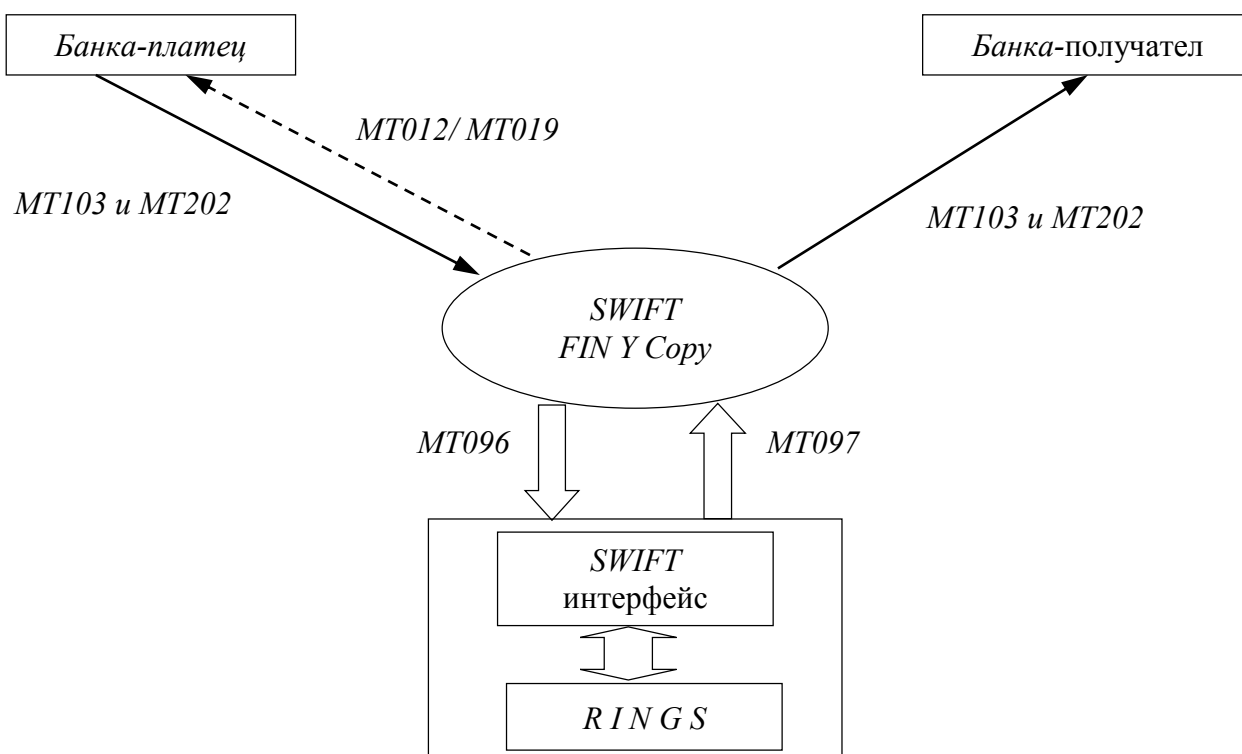 Банка-платец
Банка-получател
MT012/ MT019
MT103 и MT202
MT103 и MT202
SWIFT
FIN Y Copy
MT096
MT097
SWIFT
интерфейс
R I N G S